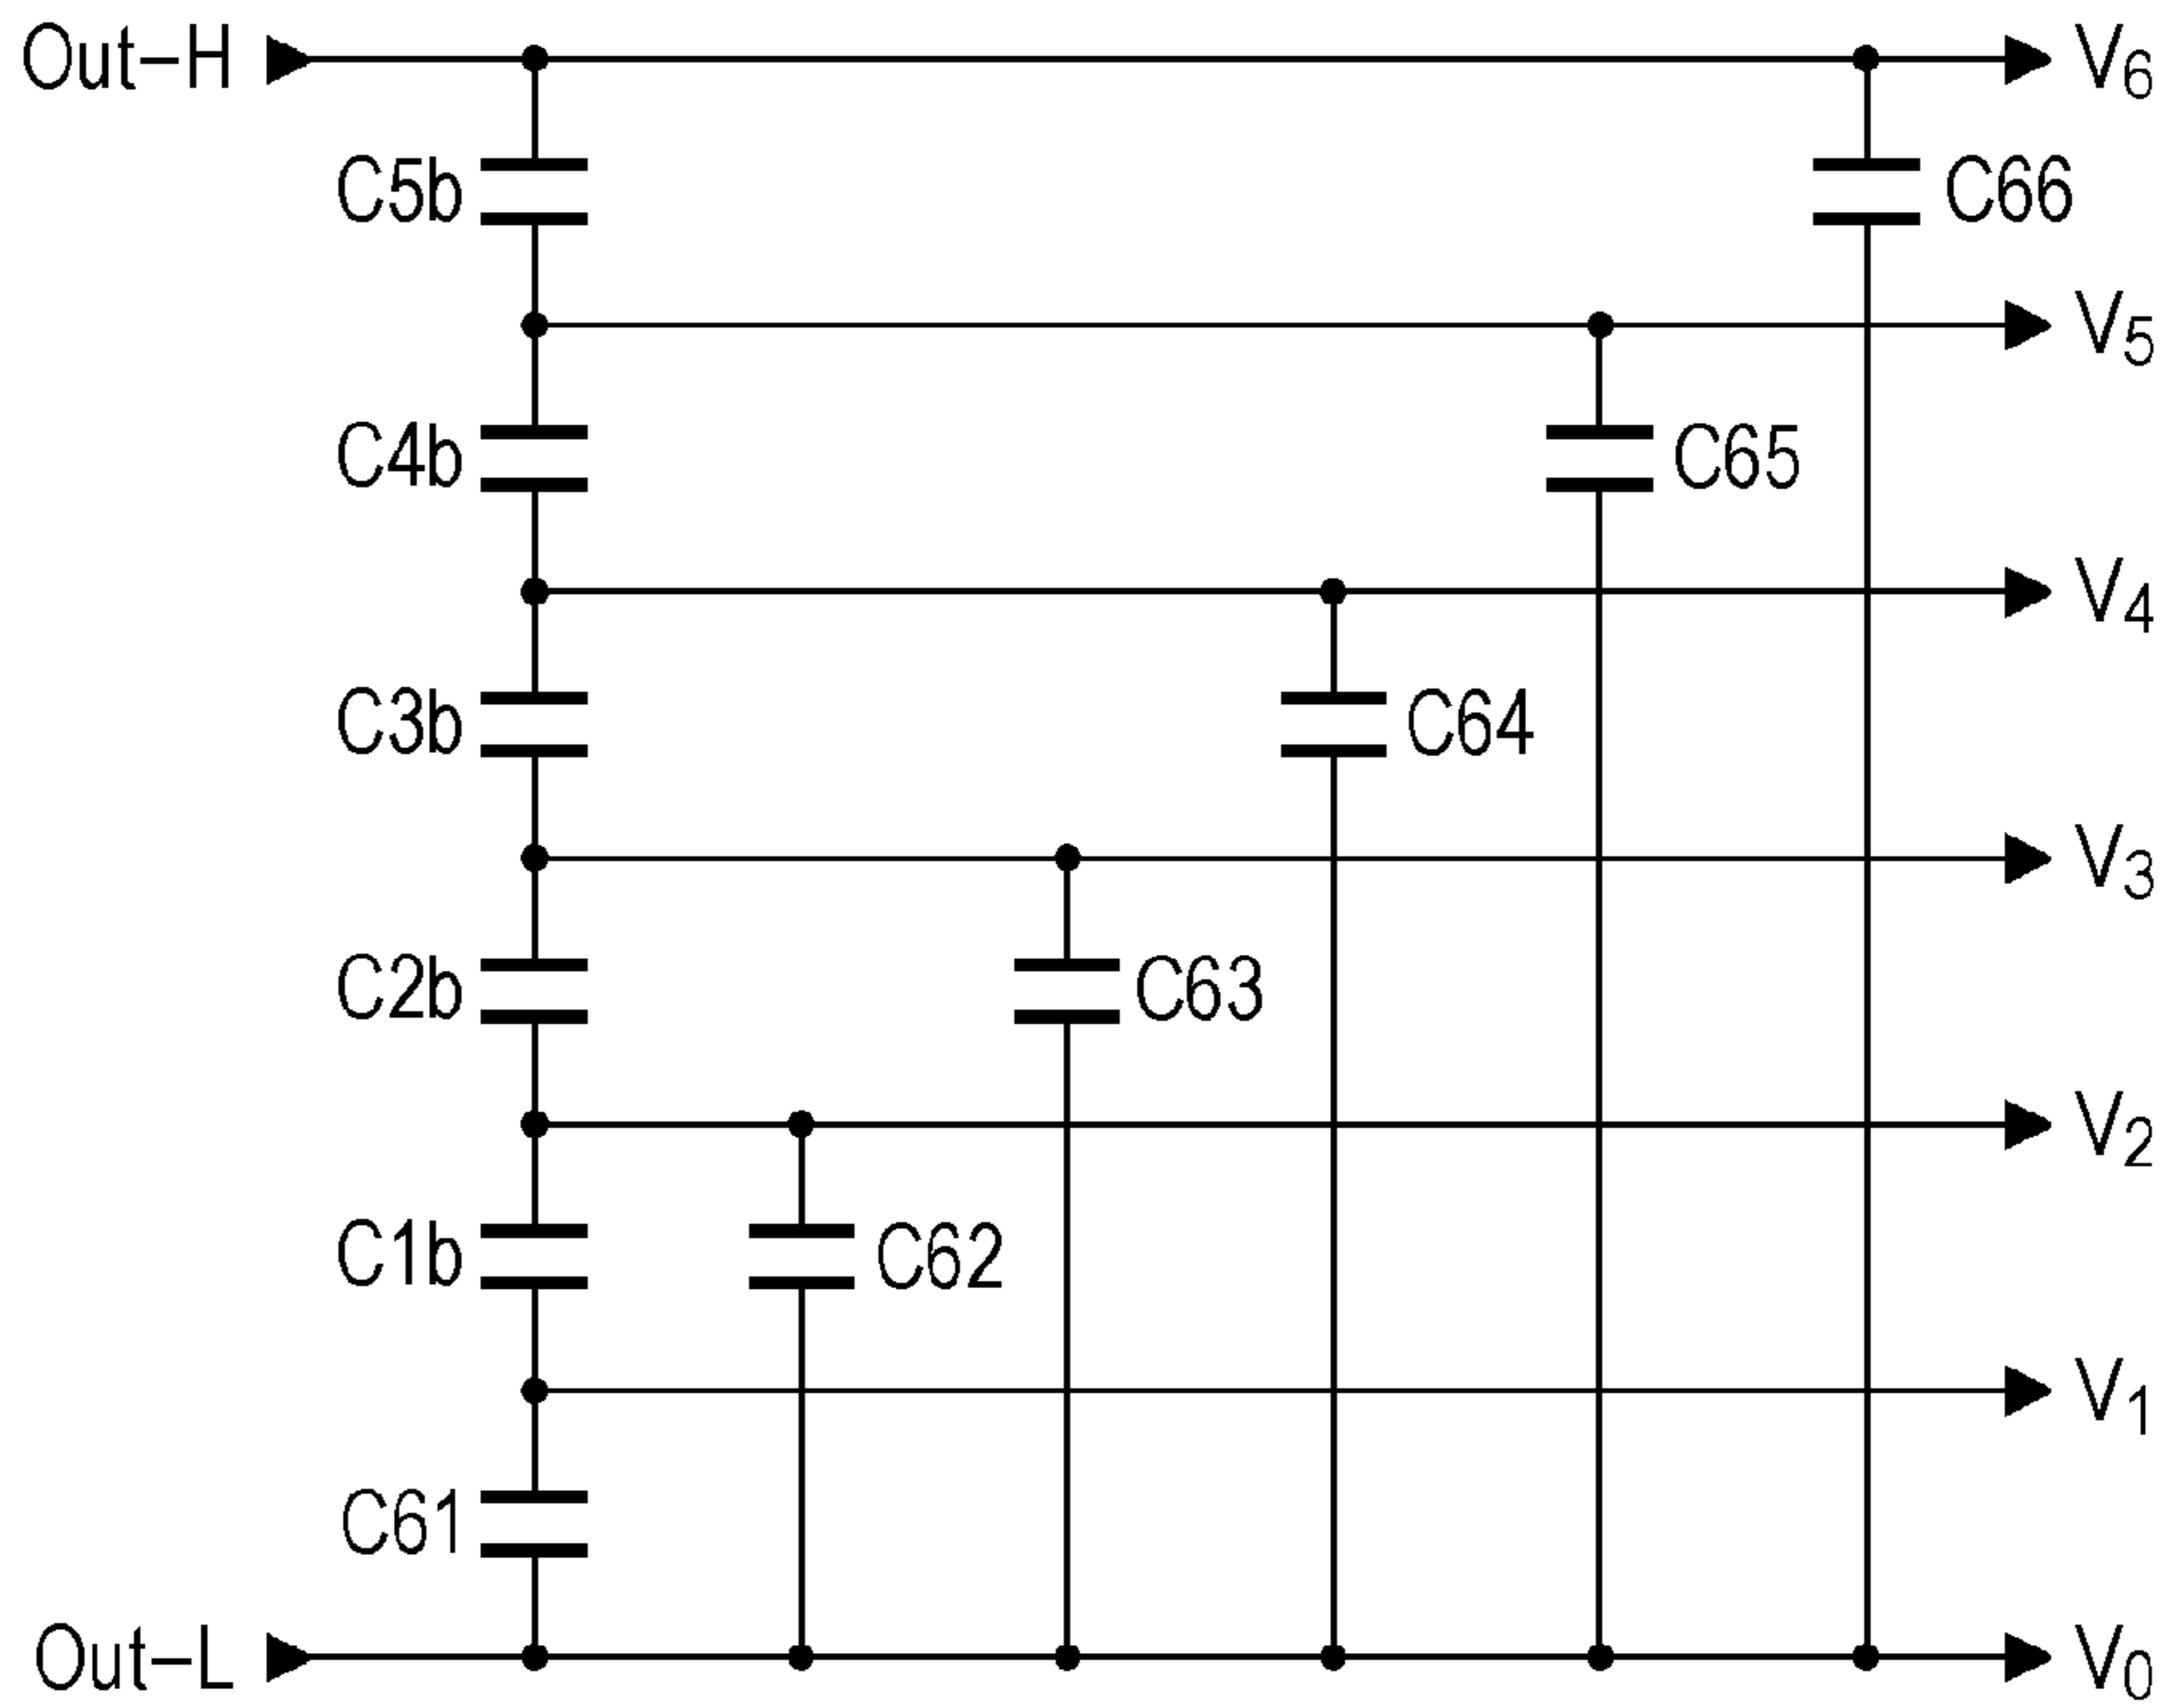 Out-H V6
C5b C66
V5
C4b C65
V4
C3b C64
V3
C2b C63
V2
C1b C62
V1
C61
Out-L V0